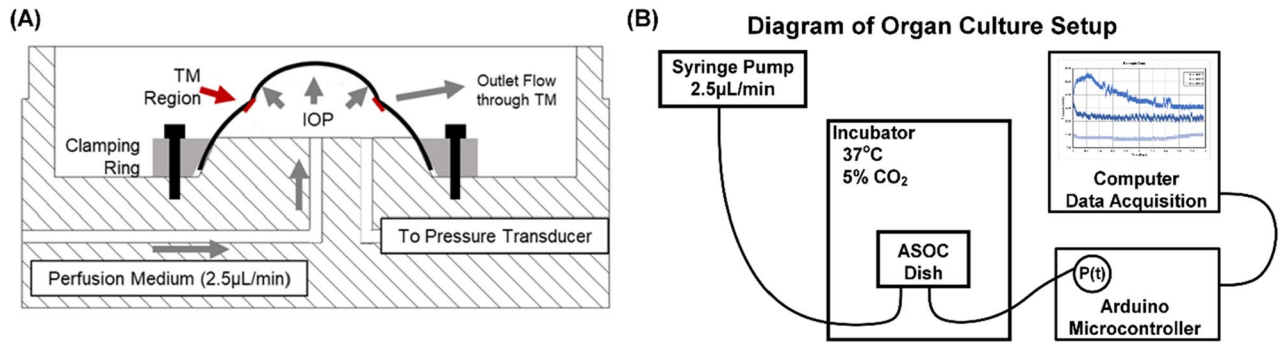 (A)
TM
Region
Outlet Flow
through TM
IOP
Clamping
Ring
To Pressure Transducer
Perfusion Medium (2.5µL/min)
(B)
Diagram of Organ Culture Setup
Syringe Pump
2.5µL/min
Incubator
37°C
5% CO₂
ASOC
Dish
Computer
Data Acquisition
P(t)
Arduino
Microcontroller